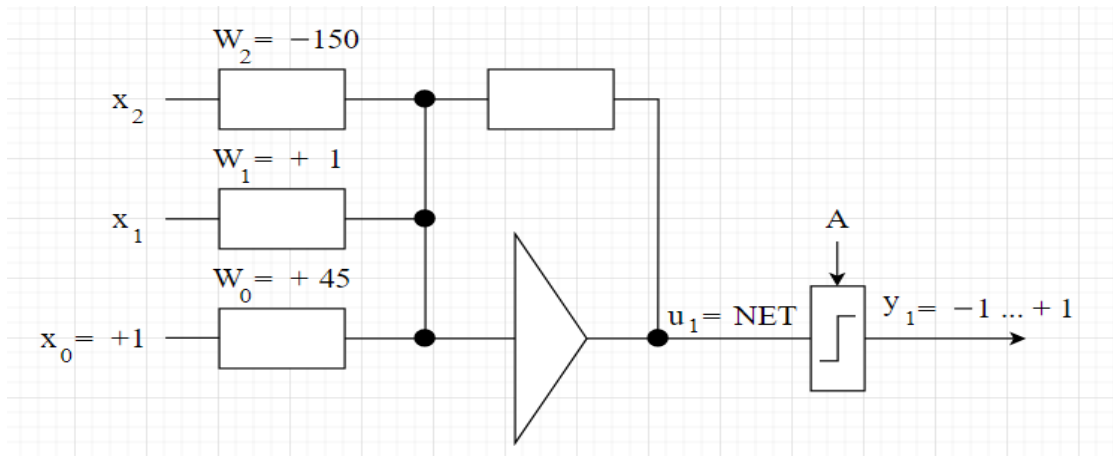 W₂= −150
x₂
W₁= + 1
x₁
A
W₀= + 45
u₁= NET
y₁= −1 ... + 1
x₀= +1